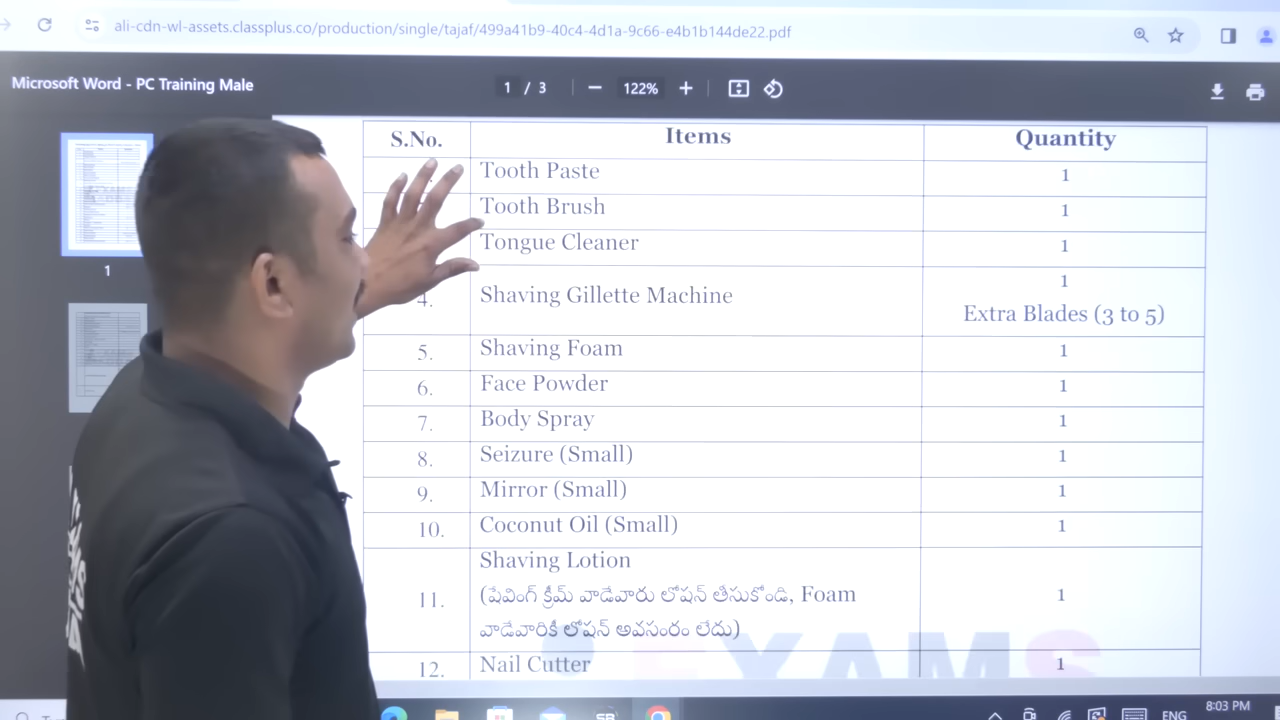 ali-cdn-wl-assets.classplus.co/production/single/tajaf/499a41b9-40c4-4d1a-9c66-e4b1b144de22.pdf
Microsoft Word - PC Training Male
1 / 3
122%
S.No. Items Quantity
Paste 1
Brush 1
Tongue Cleaner 1
4. Shaving Gillette Machine 1
Extra Blades (3 to 5)
5. Shaving Foam 1
6. Face Powder 1
7. Body Spray 1
8. Seizure (Small) 1
9. Mirror (Small) 1
10. Coconut Oil (Small) 1
11. Shaving Lotion
(షేవింగ్ క్రీమ్ వాడేవారు లోషన్ తీసుకోండి, Foam 1
వాడేవారికి లోషన్ అవసరం లేదు)
12. Nail Cutter 1
EXAMS
1
8:03 PM
ENG